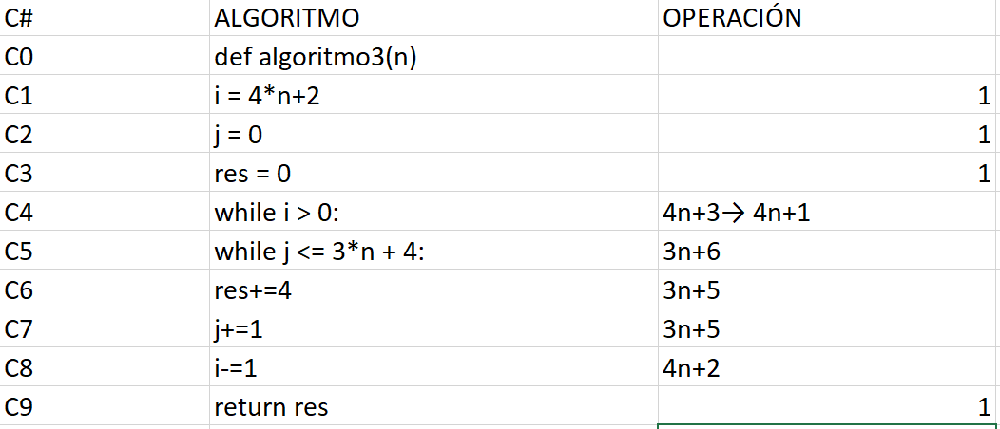 C# ALGORITMO OPERACIÓN
C0 def algoritmo3(n)
C1 i = 4*n+2 1
C2 j = 0 1
C3 res = 0 1
C4 while i > 0: 4n+3→ 4n+1
C5 while j <= 3*n + 4: 3n+6
C6 res+=4 3n+5
C7 j+=1 3n+5
C8 i-=1 4n+2
C9 return res 1